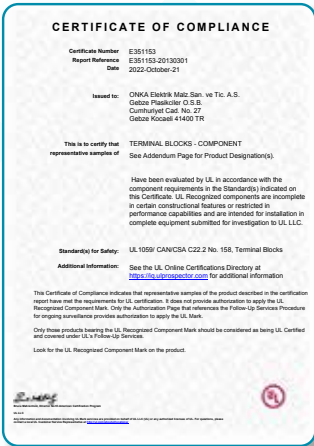 CERTIFICATE OF COMPLIANCE
Certificate Number E351153
Report Reference E351153-20130301
Date 2022-October-21
Issued to: ONKA Elektrik Malz.San. ve Tic. A.S.
Gebze Plasikciler O.S.B.
Cumhuriyet Cad. No. 27
Gebze Kocaeli 41400 TR
This is to certify that TERMINAL BLOCKS - COMPONENT
representative samples of See Addendum Page for Product Designation(s).
Have been evaluated by UL in accordance with the
component requirements in the Standard(s) indicated on
this Certificate. UL Recognized components are incomplete
in certain constructional features or restricted in
performance capabilities and are intended for installation in
complete equipment submitted for investigation to UL LLC.
Standard(s) for Safety: UL1059/ CAN/CSA C22.2 No. 158, Terminal Blocks
Additional Information: See the UL Online Certifications Directory at
https://iq.ulprospector.com for additional information
This Certificate of Compliance indicates that representative samples of the product described in the certification
report have met the requirements for UL certification. It does not provide authorization to apply the UL
Recognized Component Mark. Only the Authorization Page that references the Follow-Up Services Procedure
for ongoing surveillance provides authorization to apply the UL Mark.
Only those products bearing the UL Recognized Component Mark should be considered as being UL Certified
and covered under UL's Follow-Up Services.
Look for the UL Recognized Component Mark on the product.
UL